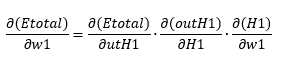 ∂(Etotal)/∂w1 = ∂(Etotal)/∂utH1 · ∂(outH1)/∂H1 · ∂(H1)/∂w1